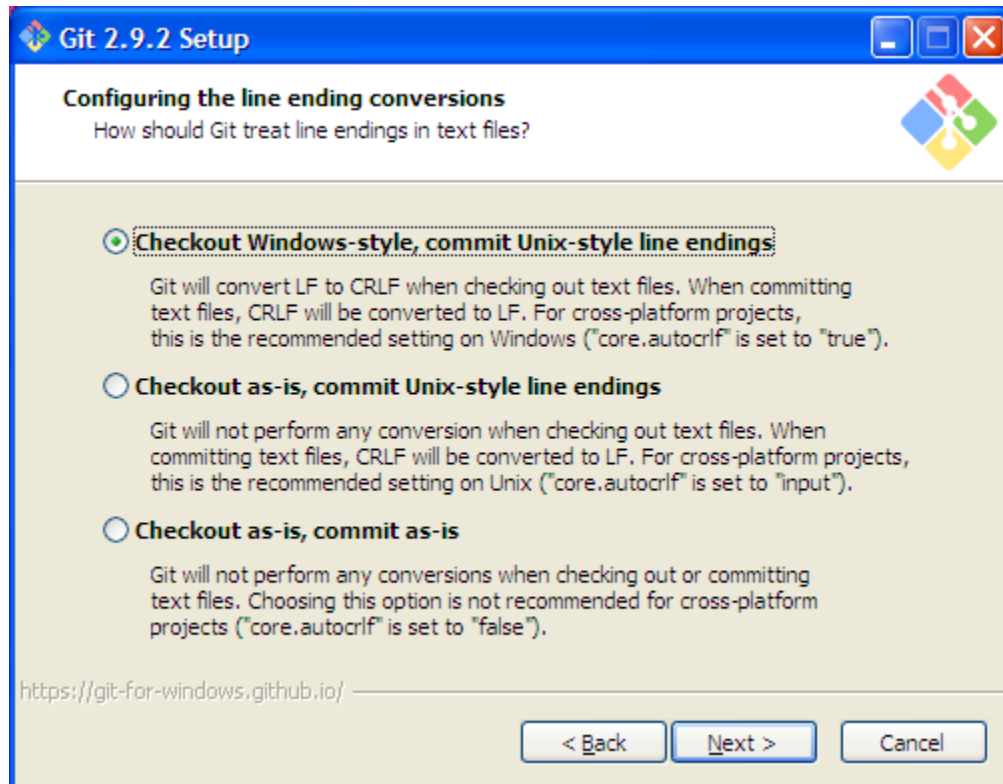 Git 2.9.2 Setup
Configuring the line ending conversions
How should Git treat line endings in text files?
Checkout Windows-style, commit Unix-style line endings
Git will convert LF to CRLF when checking out text files. When committing
text files, CRLF will be converted to LF. For cross-platform projects,
this is the recommended setting on Windows ("core.autocrlf" is set to "true").
Checkout as-is, commit Unix-style line endings
Git will not perform any conversion when checking out text files. When
committing text files, CRLF will be converted to LF. For cross-platform projects,
this is the recommended setting on Unix ("core.autocrlf" is set to "input").
Checkout as-is, commit as-is
Git will not perform any conversions when checking out or committing
text files. Choosing this option is not recommended for cross-platform
projects ("core.autocrlf" is set to "false").
https://git-for-windows.github.io/
< Back Next > Cancel